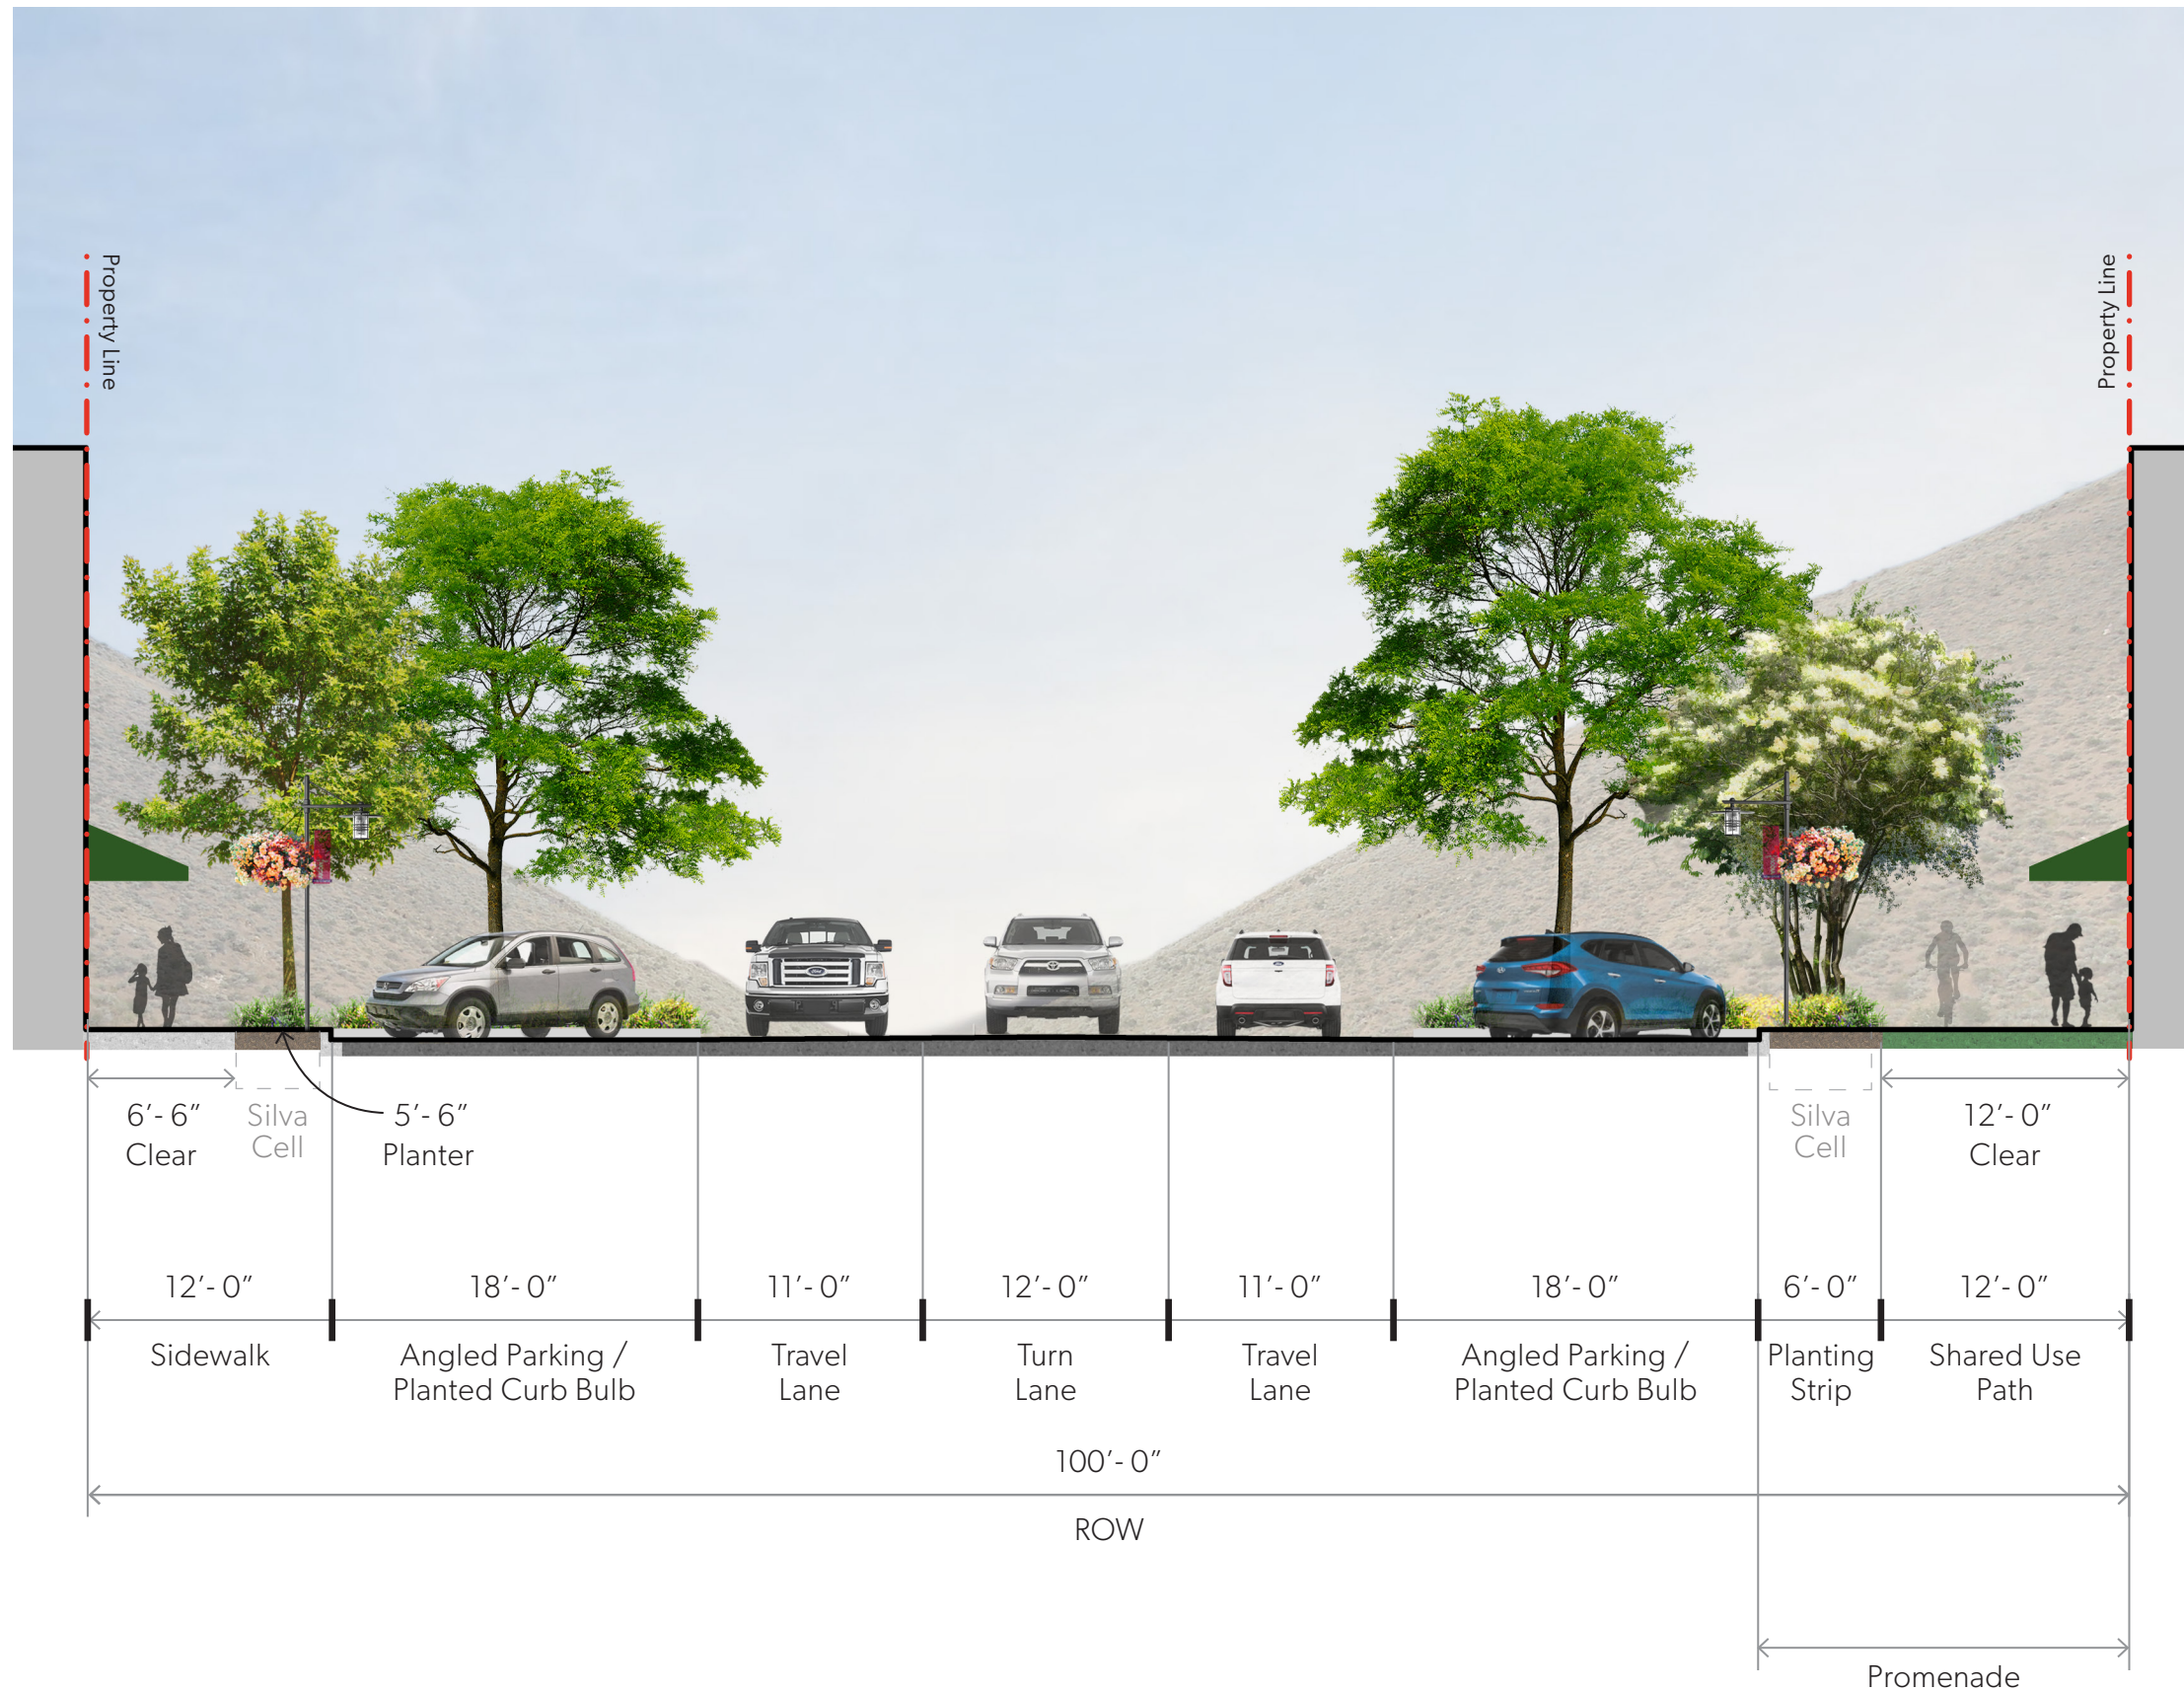 Property Line
Property Line
6’- 6”
Clear
Silva
Cell
5’- 6”
Planter
Silva
Cell
12’- 0”
Clear
12’- 0”
18’- 0”
11’- 0”
12’- 0”
11’- 0”
18’- 0”
6’- 0”
12’- 0”
Sidewalk
Angled Parking /
Planted Curb Bulb
Travel
Lane
Turn
Lane
Travel
Lane
Angled Parking /
Planted Curb Bulb
Planting
Strip
Shared Use
Path
100’- 0”
ROW
Promenade